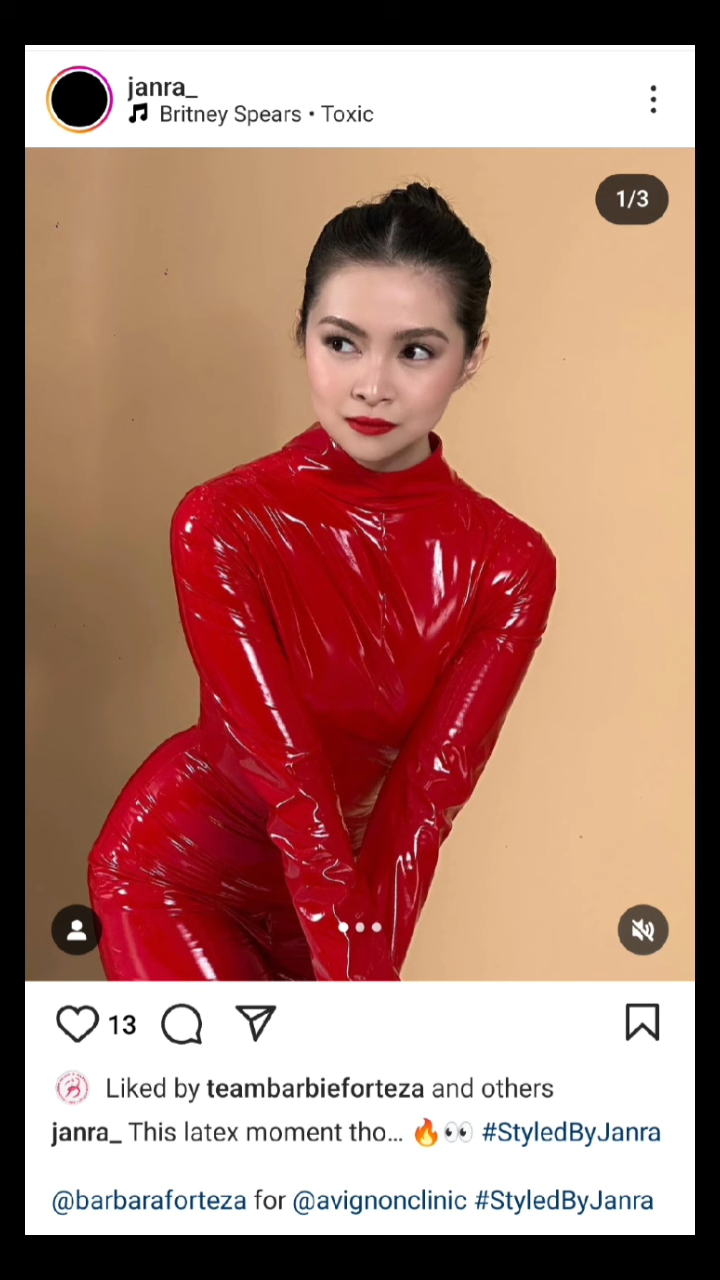 janra_
Britney Spears • Toxic
1/3
13
Liked by teambarbieforteza and others
janra_ This latex moment tho... 🔥👀 #StyledByJanra
@barbaraforteza for @avignonclinic #StyledByJanra